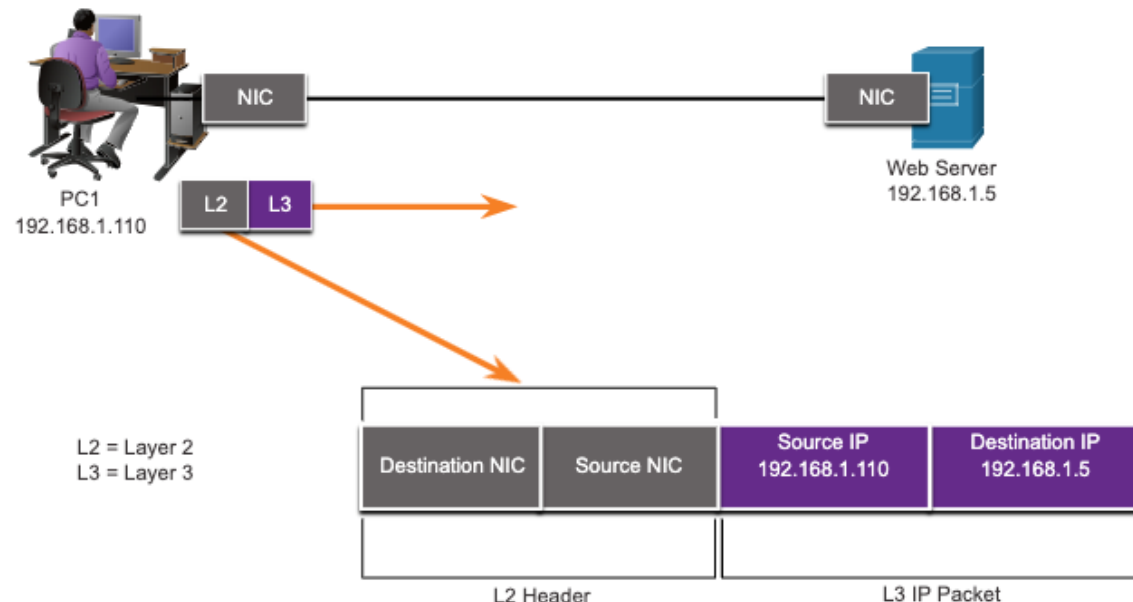 NIC
NIC
Web Server
192.168.1.5
PC1
192.168.1.110
L2 L3
L2 = Layer 2
L3 = Layer 3
Destination NIC
Source NIC
Source IP
192.168.1.110
Destination IP
192.168.1.5
L2 Header
L3 IP Packet